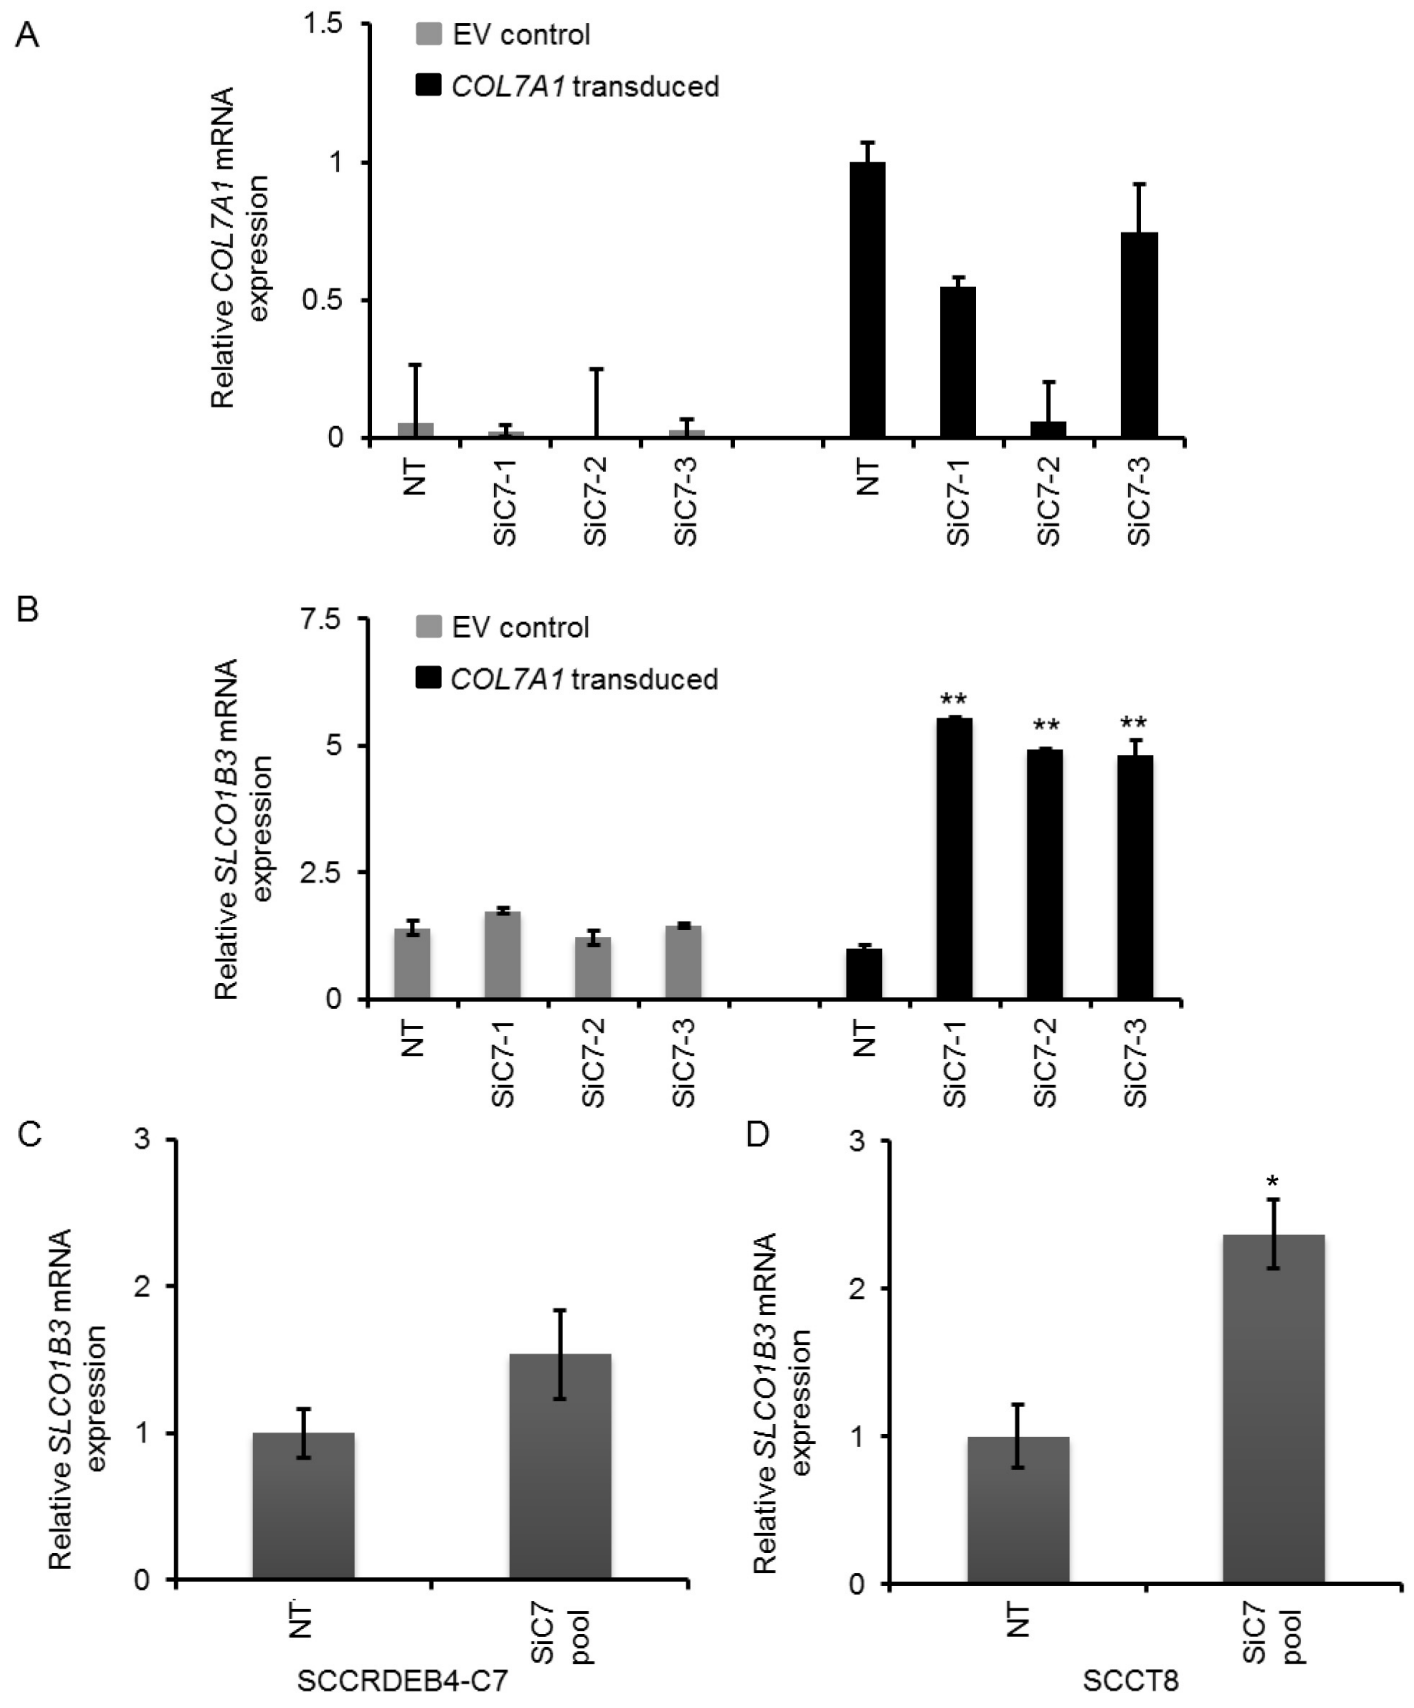 A
1.5
1
0.5
0
Relative COL7A1 mRNA
expression
EV control
COL7A1 transduced
NT
SiC7-1
SiC7-2
SiC7-3
NT
SiC7-1
SiC7-2
SiC7-3
B
7.5
5
2.5
0
Relative SLCO1B3 mRNA
expression
EV control
COL7A1 transduced
**
**
**
NT
SiC7-1
SiC7-2
SiC7-3
NT
SiC7-1
SiC7-2
SiC7-3
C
3
2
1
0
Relative SLCO1B3 mRNA
expression
NT
SiC7
pool
SCCRDEB4-C7
D
3
2
1
0
Relative SLCO1B3 mRNA
expression
*
NT
SiC7
pool
SCCT8